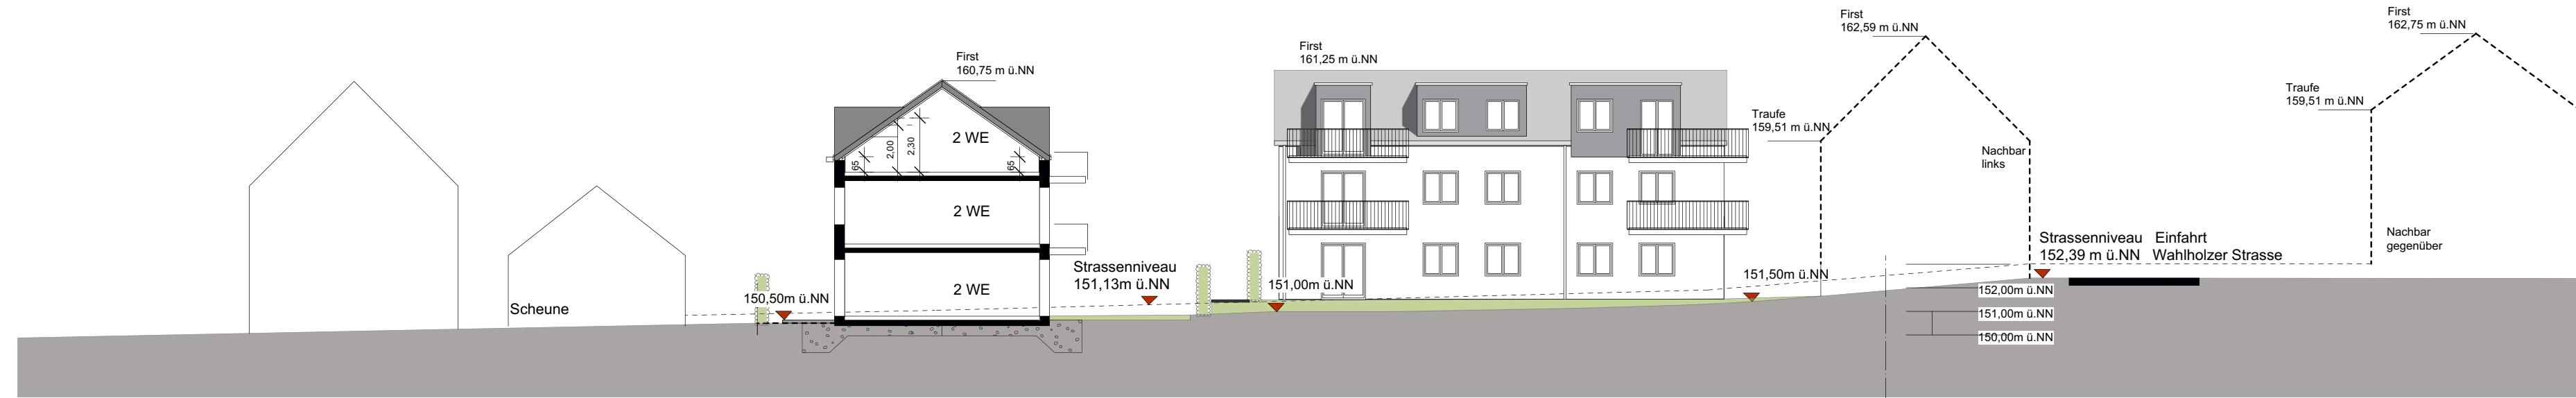 First
162,59 m ü.NN
First
162,75 m ü.NN
First
161,25 m ü.NN
First
160,75 m ü.NN
Traufe
159,51 m ü.NN
Traufe
159,51 m ü.NN
2 WE
2,00
2,30
65
65
Nachbar
links
2 WE
Nachbar
gegenüber
Strassenniveau Einfahrt
152,39 m ü.NN Wahlholzer Strasse
Strassenniveau
151,13m ü.NN
151,50m ü.NN
151,00m ü.NN
2 WE
150,50m ü.NN
Scheune
152,00m ü.NN
151,00m ü.NN
150,00m ü.NN